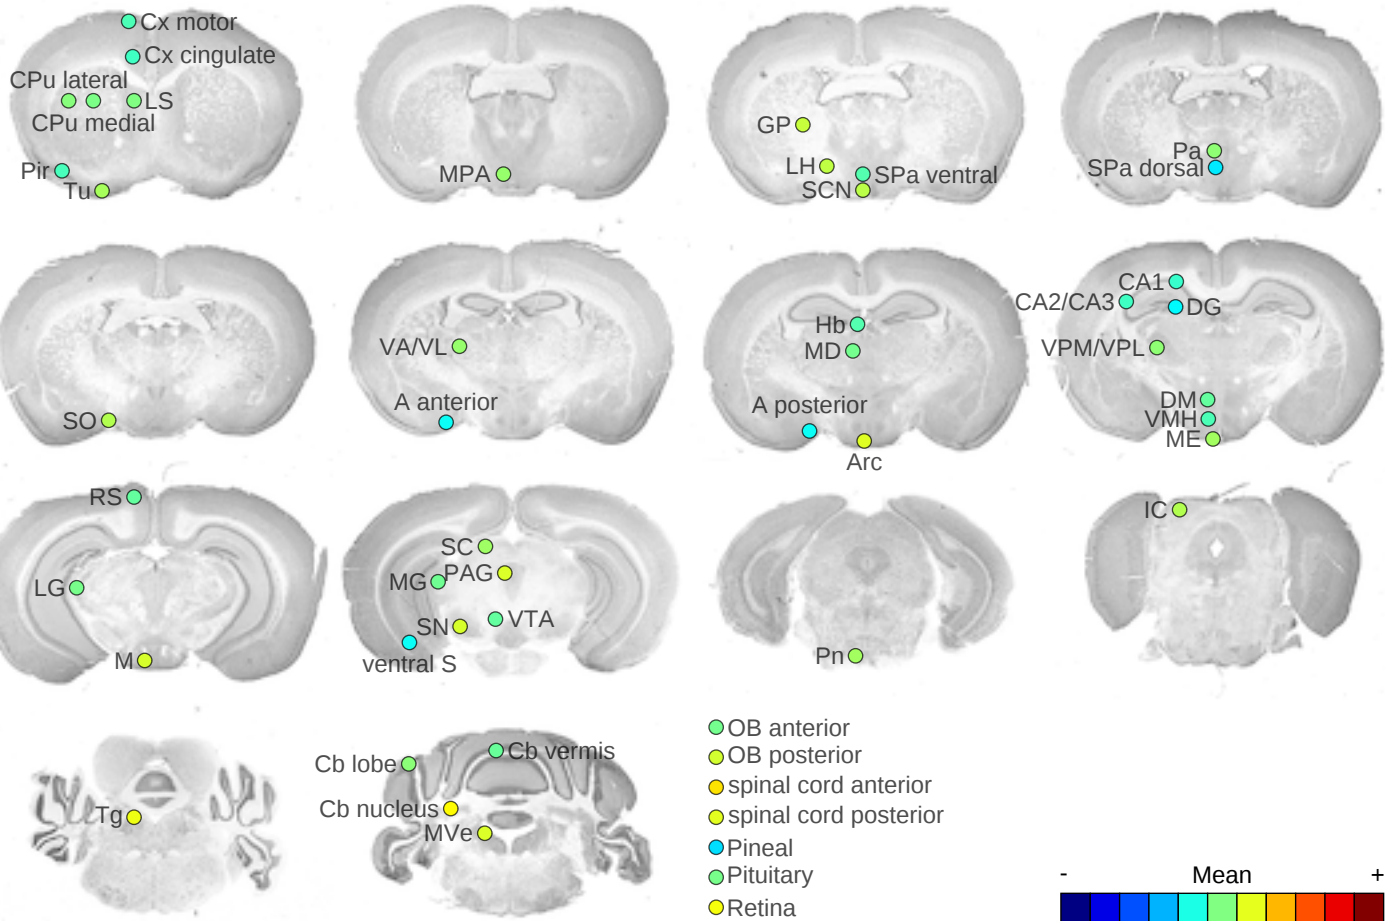 Cx motor
Cx cingulate
CPu lateral
LS
CPu medial
Pir
Tu
MPA
GP
LH
SPa ventral
SCN
Pa
SPa dorsal
SO
VA/VL
A anterior
Hb
MD
A posterior
Arc
CA1
CA2/CA3
DG
VPM/VPL
DM
VMH
ME
RS
LG
M
SC
PAG
MG
VTA
SN
ventral S
Pn
IC
Tg
Cb vermis
Cb lobe
Cb nucleus
MVe
OB anterior
OB posterior
spinal cord anterior
spinal cord posterior
Pineal
Pituitary
Retina
- Mean +